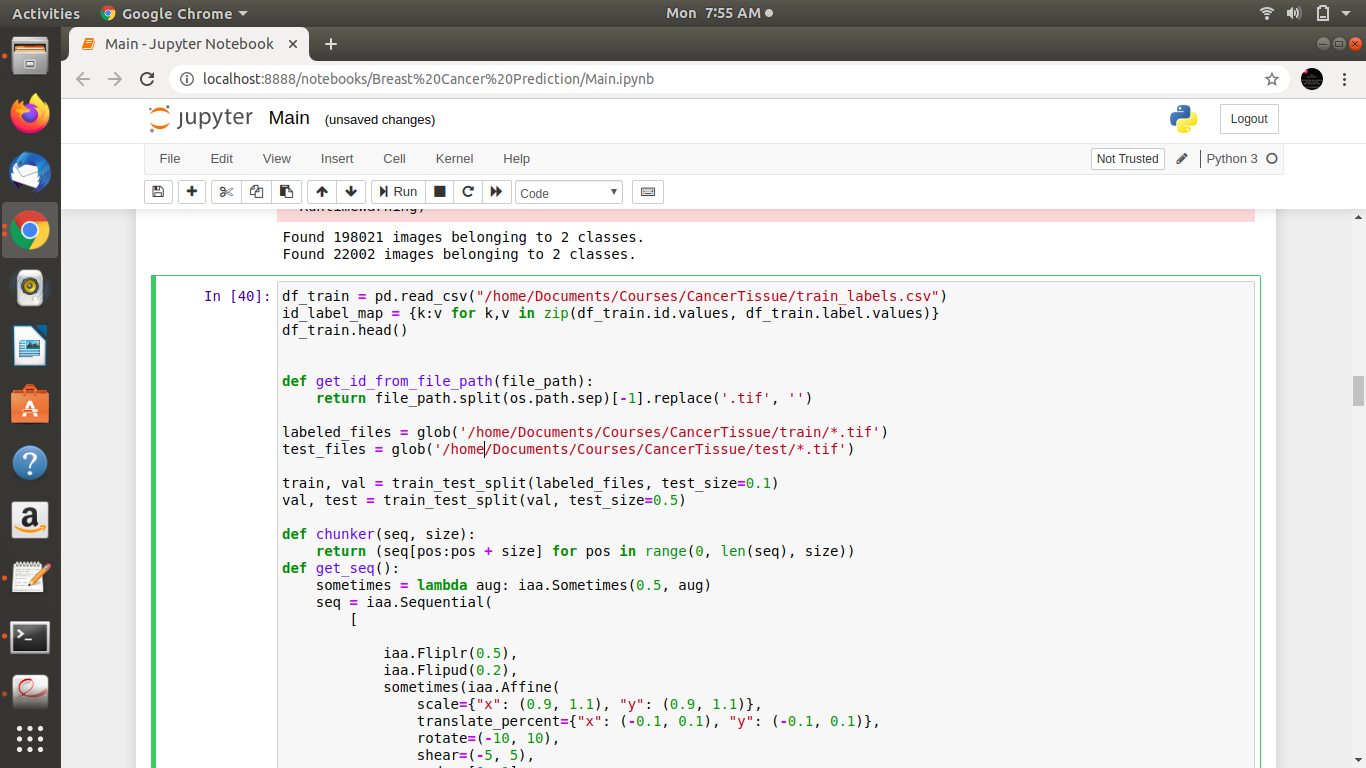 Activities Google Chrome Mon 7:55 AM
Main - Jupyter Notebook
localhost:8888/notebooks/Breast%20Cancer%20Prediction/Main.ipynb
jupyter Main (unsaved changes) Logout
File Edit View Insert Cell Kernel Help Not Trusted Python 3
Run Code
Found 198021 images belonging to 2 classes.
Found 22002 images belonging to 2 classes.
In [40]: df_train = pd.read_csv("/home/Documents/Courses/CancerTissue/train_labels.csv")
id_label_map = {k:v for k,v in zip(df_train.id.values, df_train.label.values)}
df_train.head()
def get_id_from_file_path(file_path):
    return file_path.split(os.path.sep)[-1].replace('.tif', '')
labeled_files = glob('/home/Documents/Courses/CancerTissue/train/*.tif')
test_files = glob('/home/Documents/Courses/CancerTissue/test/*.tif')
train, val = train_test_split(labeled_files, test_size=0.1)
val, test = train_test_split(val, test_size=0.5)
def chunker(seq, size):
    return (seq[pos:pos + size] for pos in range(0, len(seq), size))
def get_seq():
    sometimes = lambda aug: iaa.Sometimes(0.5, aug)
    seq = iaa.Sequential(
        [
            iaa.Fliplr(0.5),
            iaa.Flipud(0.2),
            sometimes(iaa.Affine(
                scale={"x": (0.9, 1.1), "y": (0.9, 1.1)},
                translate_percent={"x": (-0.1, 0.1), "y": (-0.1, 0.1)},
                rotate=(-10, 10),
                shear=(-5, 5),